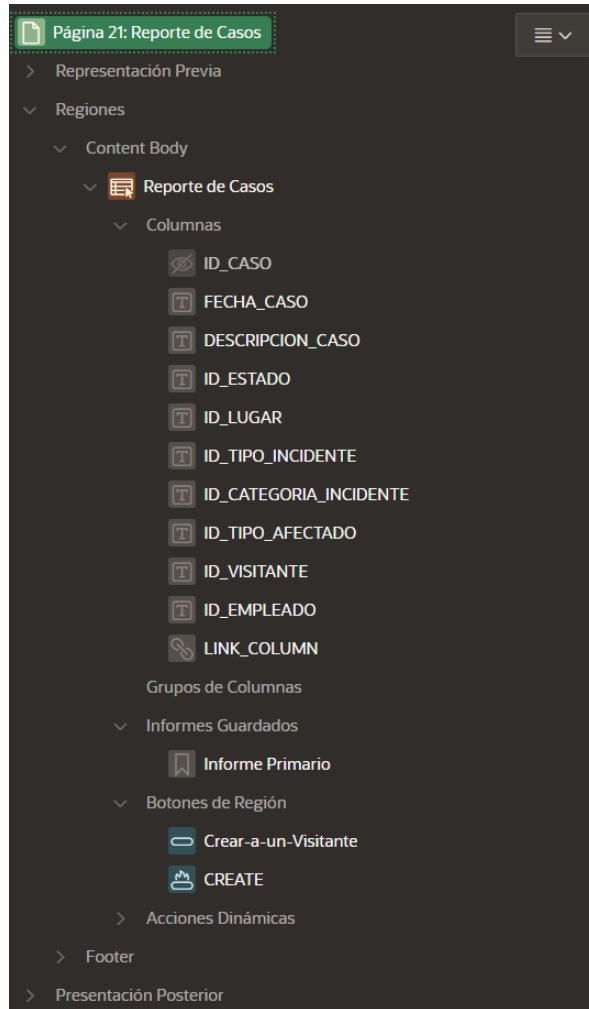 Página 21: Reporte de Casos
Representación Previa
Regiones
Content Body
Reporte de Casos
Columnas
ID_CASO
FECHA_CASO
DESCRIPCION_CASO
ID_ESTADO
ID_LUGAR
ID_TIPO_INCIDENTE
ID_CATEGORIA_INCIDENTE
ID_TIPO_AFECTADO
ID_VISITANTE
ID_EMPLEADO
LINK_COLUMN
Grupos de Columnas
Informes Guardados
Informe Primario
Botones de Región
Crear-a-un-Visitante
CREATE
Acciones Dinámicas
Footer
Presentación Posterior